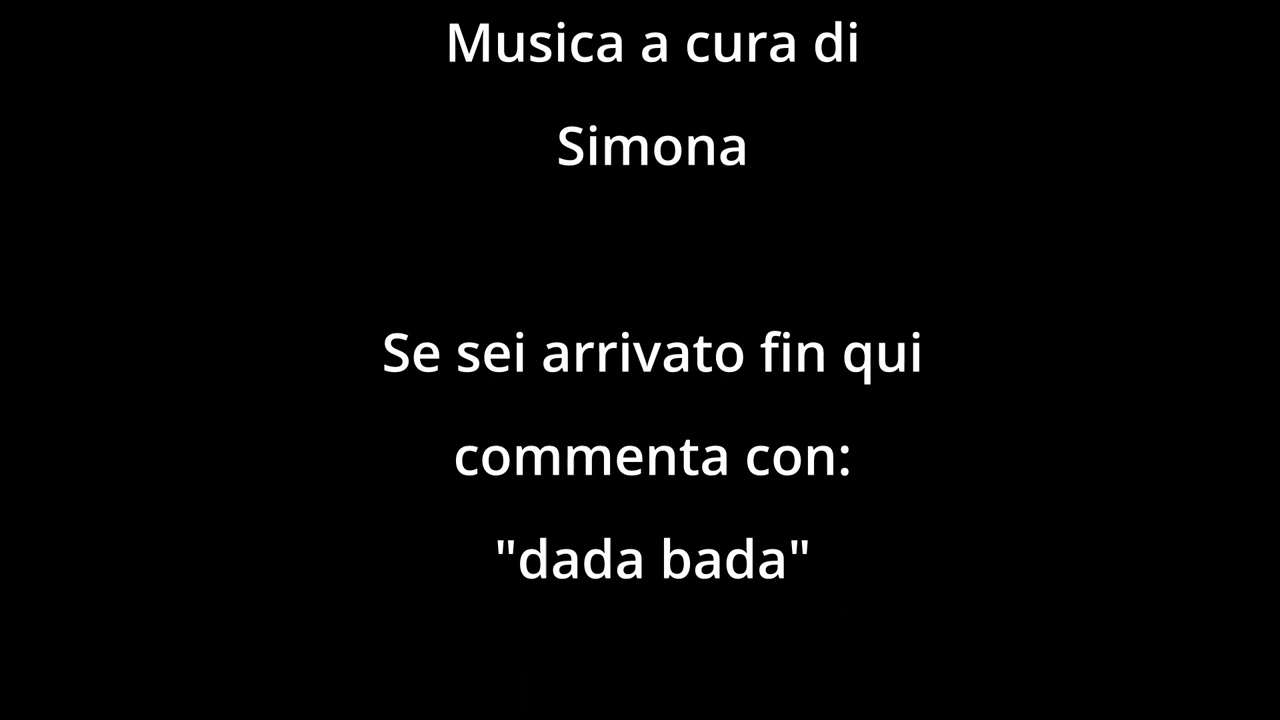 Musica a cura di
Simona
Se sei arrivato fin qui
commenta con:
"dada bada"